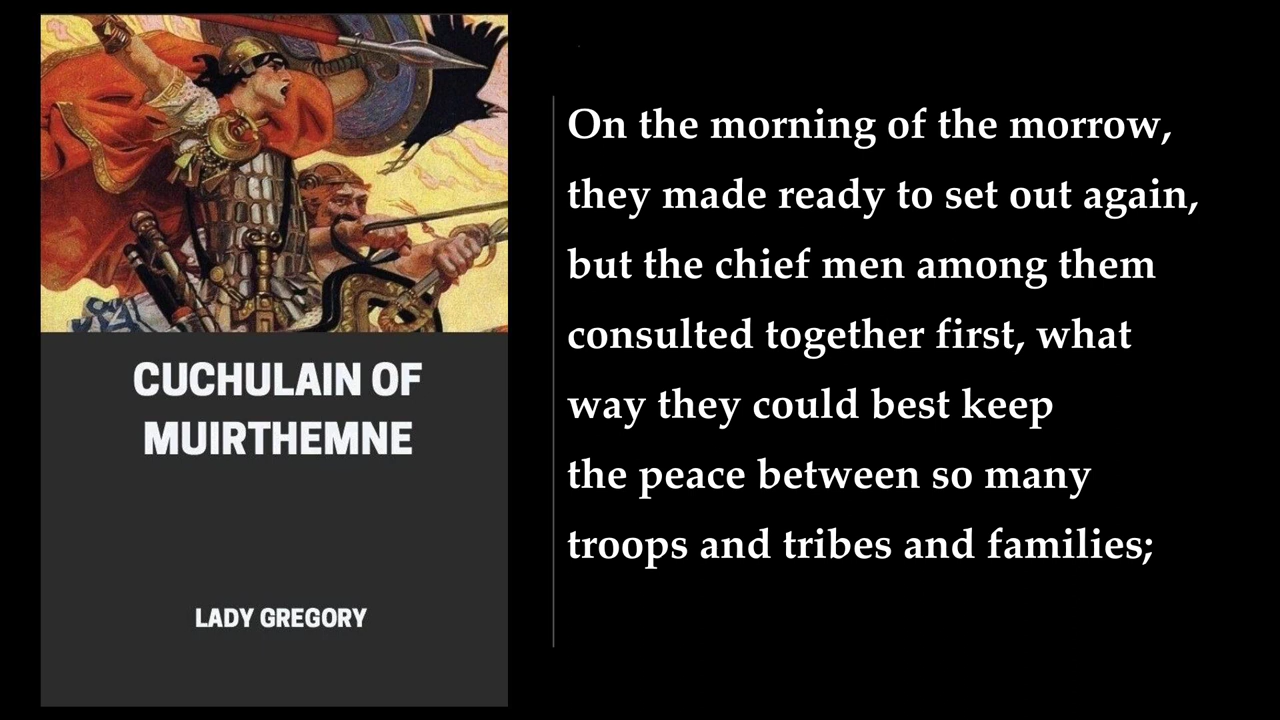 CUCHULAIN OF
MUIRTHEMNE
LADY GREGORY
On the morning of the morrow,
they made ready to set out again,
but the chief men among them
consulted together first, what
way they could best keep
the peace between so many
troops and tribes and families;